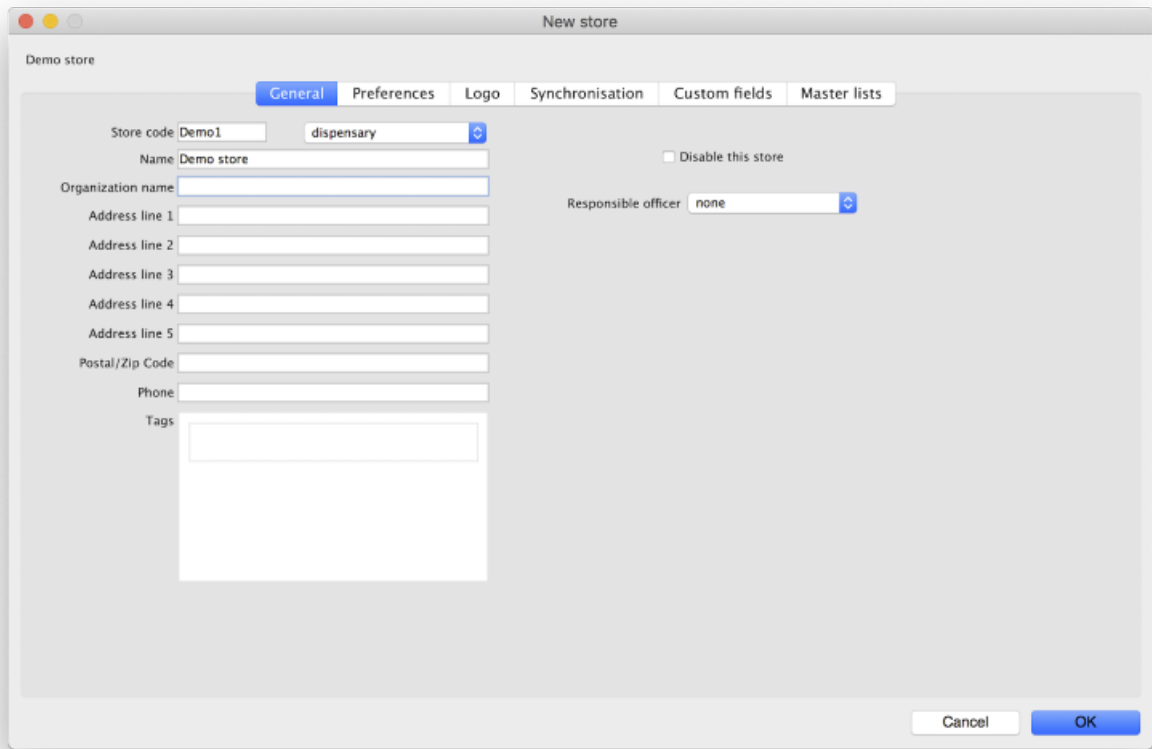 New store
Demo store
General Preferences Logo Synchronisation Custom fields Master lists
Store code Demo1 dispensary
Name Demo store
Disable this store
Organization name
Responsible officer none
Address line 1
Address line 2
Address line 3
Address line 4
Address line 5
Postal/Zip Code
Phone
Tags
Cancel OK